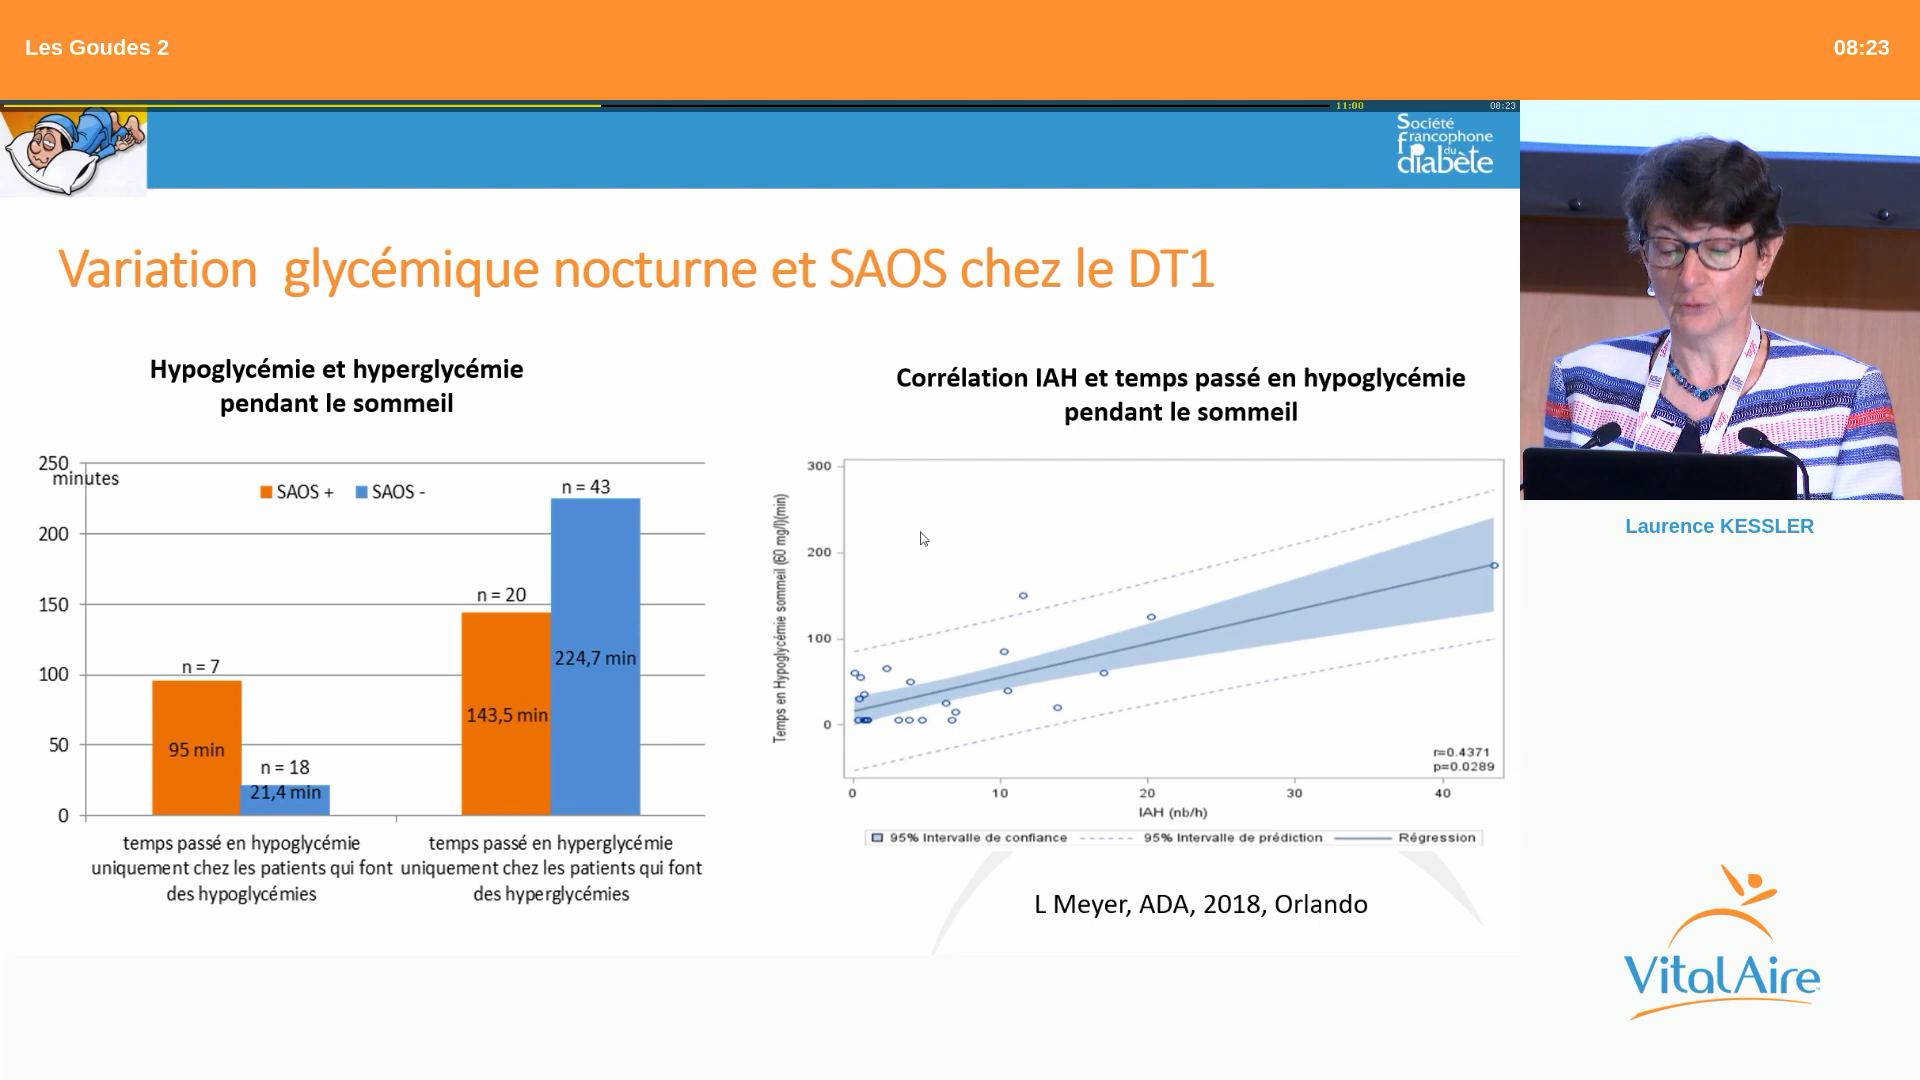 Les Goudes 2
08:23
11:00
08:23
Société
francophone
du
diabète
Variation glycémique nocturne et SAOS chez le DT1
Hypoglycémie et hyperglycémie
pendant le sommeil
250
minutes
200
150
100
50
0
SAOS +
SAOS -
n = 7
95 min
n = 18
21,4 min
n = 20
143,5 min
n = 43
224,7 min
temps passé en hypoglycémie
uniquement chez les patients qui font
des hypoglycémies
temps passé en hyperglycémie
uniquement chez les patients qui font
des hyperglycémies
Corrélation IAH et temps passé en hypoglycémie
pendant le sommeil
Temps en Hypoglycémie sommeil (60 mg/l)(min)
300
200
100
0
r=0.4371
p=0.0289
0
10
20
30
40
IAH (nb/h)
95% Intervalle de confiance
95% Intervalle de prédiction
Régression
L Meyer, ADA, 2018, Orlando
Laurence KESSLER
VitalAire